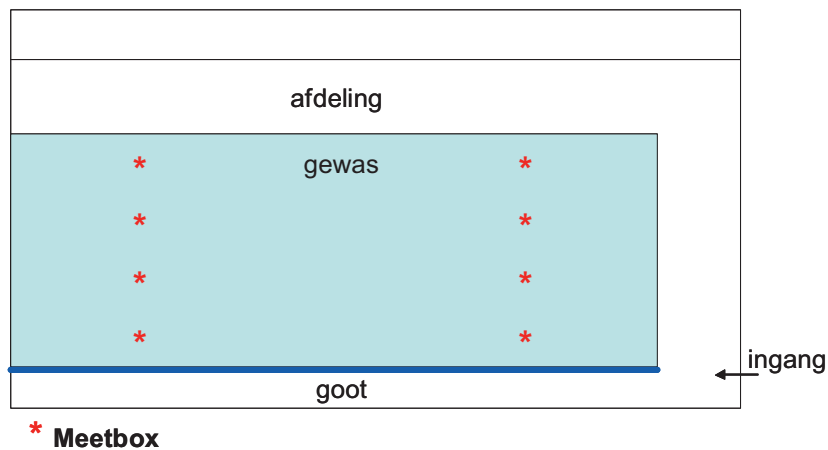 afdeling
* gewas *
* *
* *
* *
ingang
goot
* Meetbox